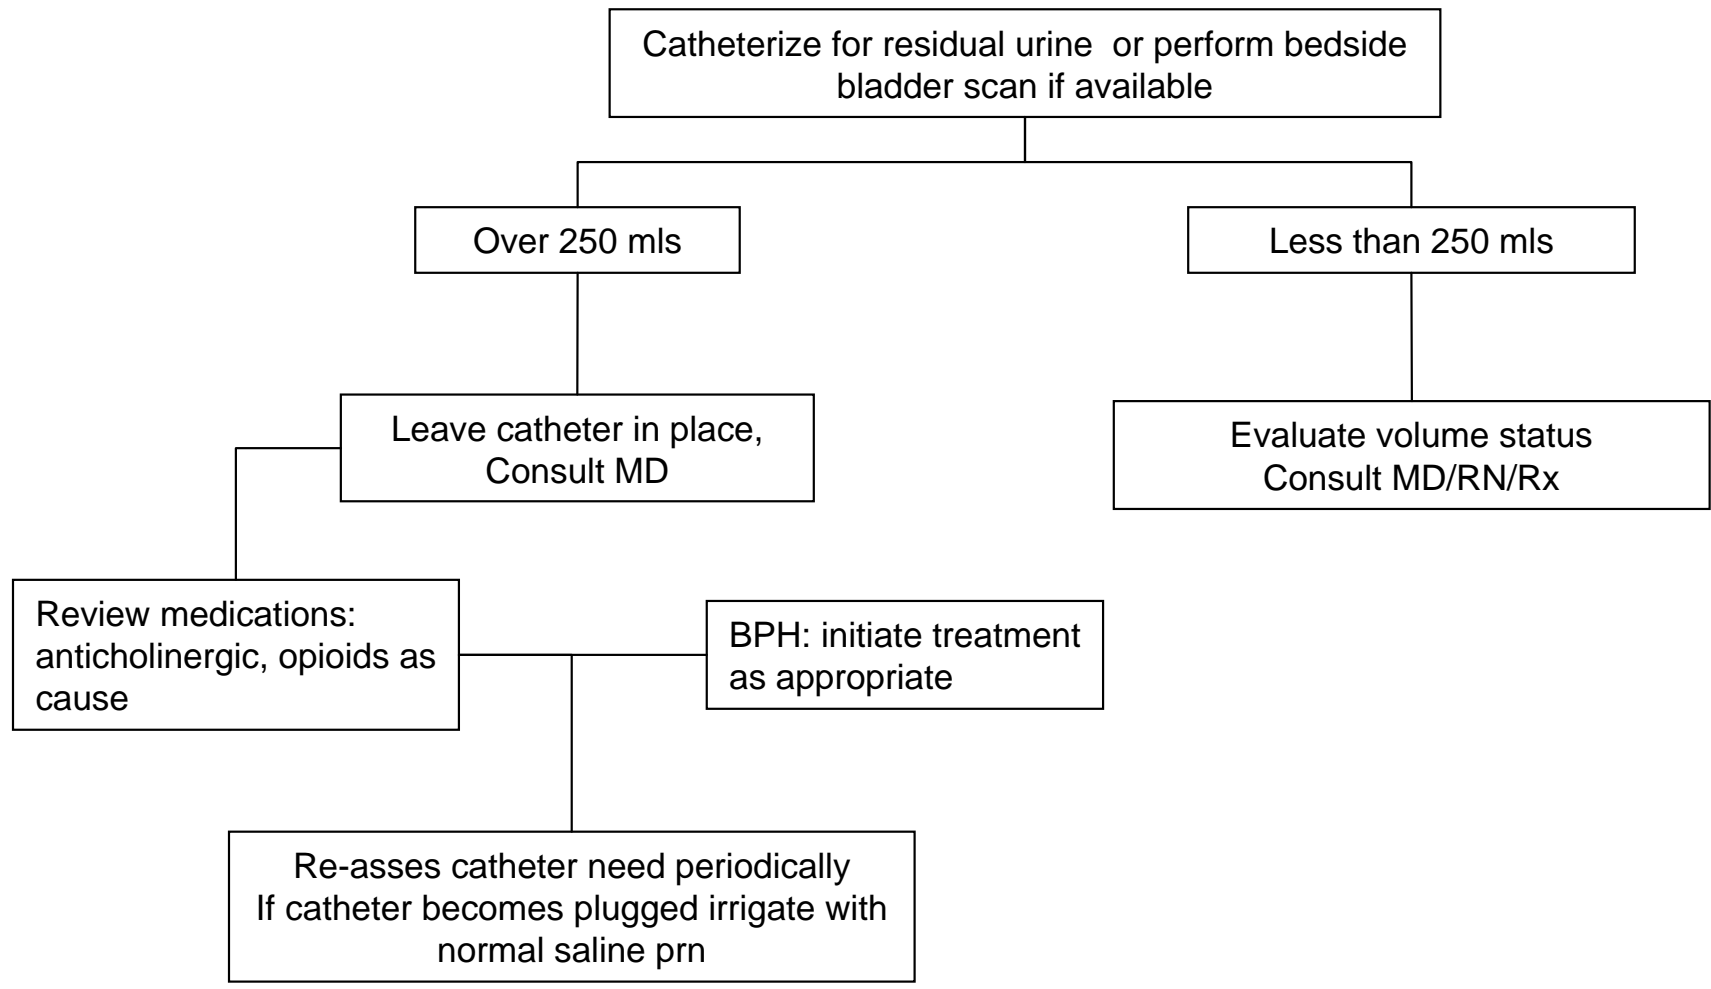 Catheterize for residual urine  or perform bedside
bladder scan if available
Over 250 mls
Less than 250 mls
Leave catheter in place,
Consult MD
Evaluate volume status
Consult MD/RN/Rx
Review medications:
anticholinergic, opioids as
cause
BPH: initiate treatment
as appropriate
Re-asses catheter need periodically
If catheter becomes plugged irrigate with
normal saline prn